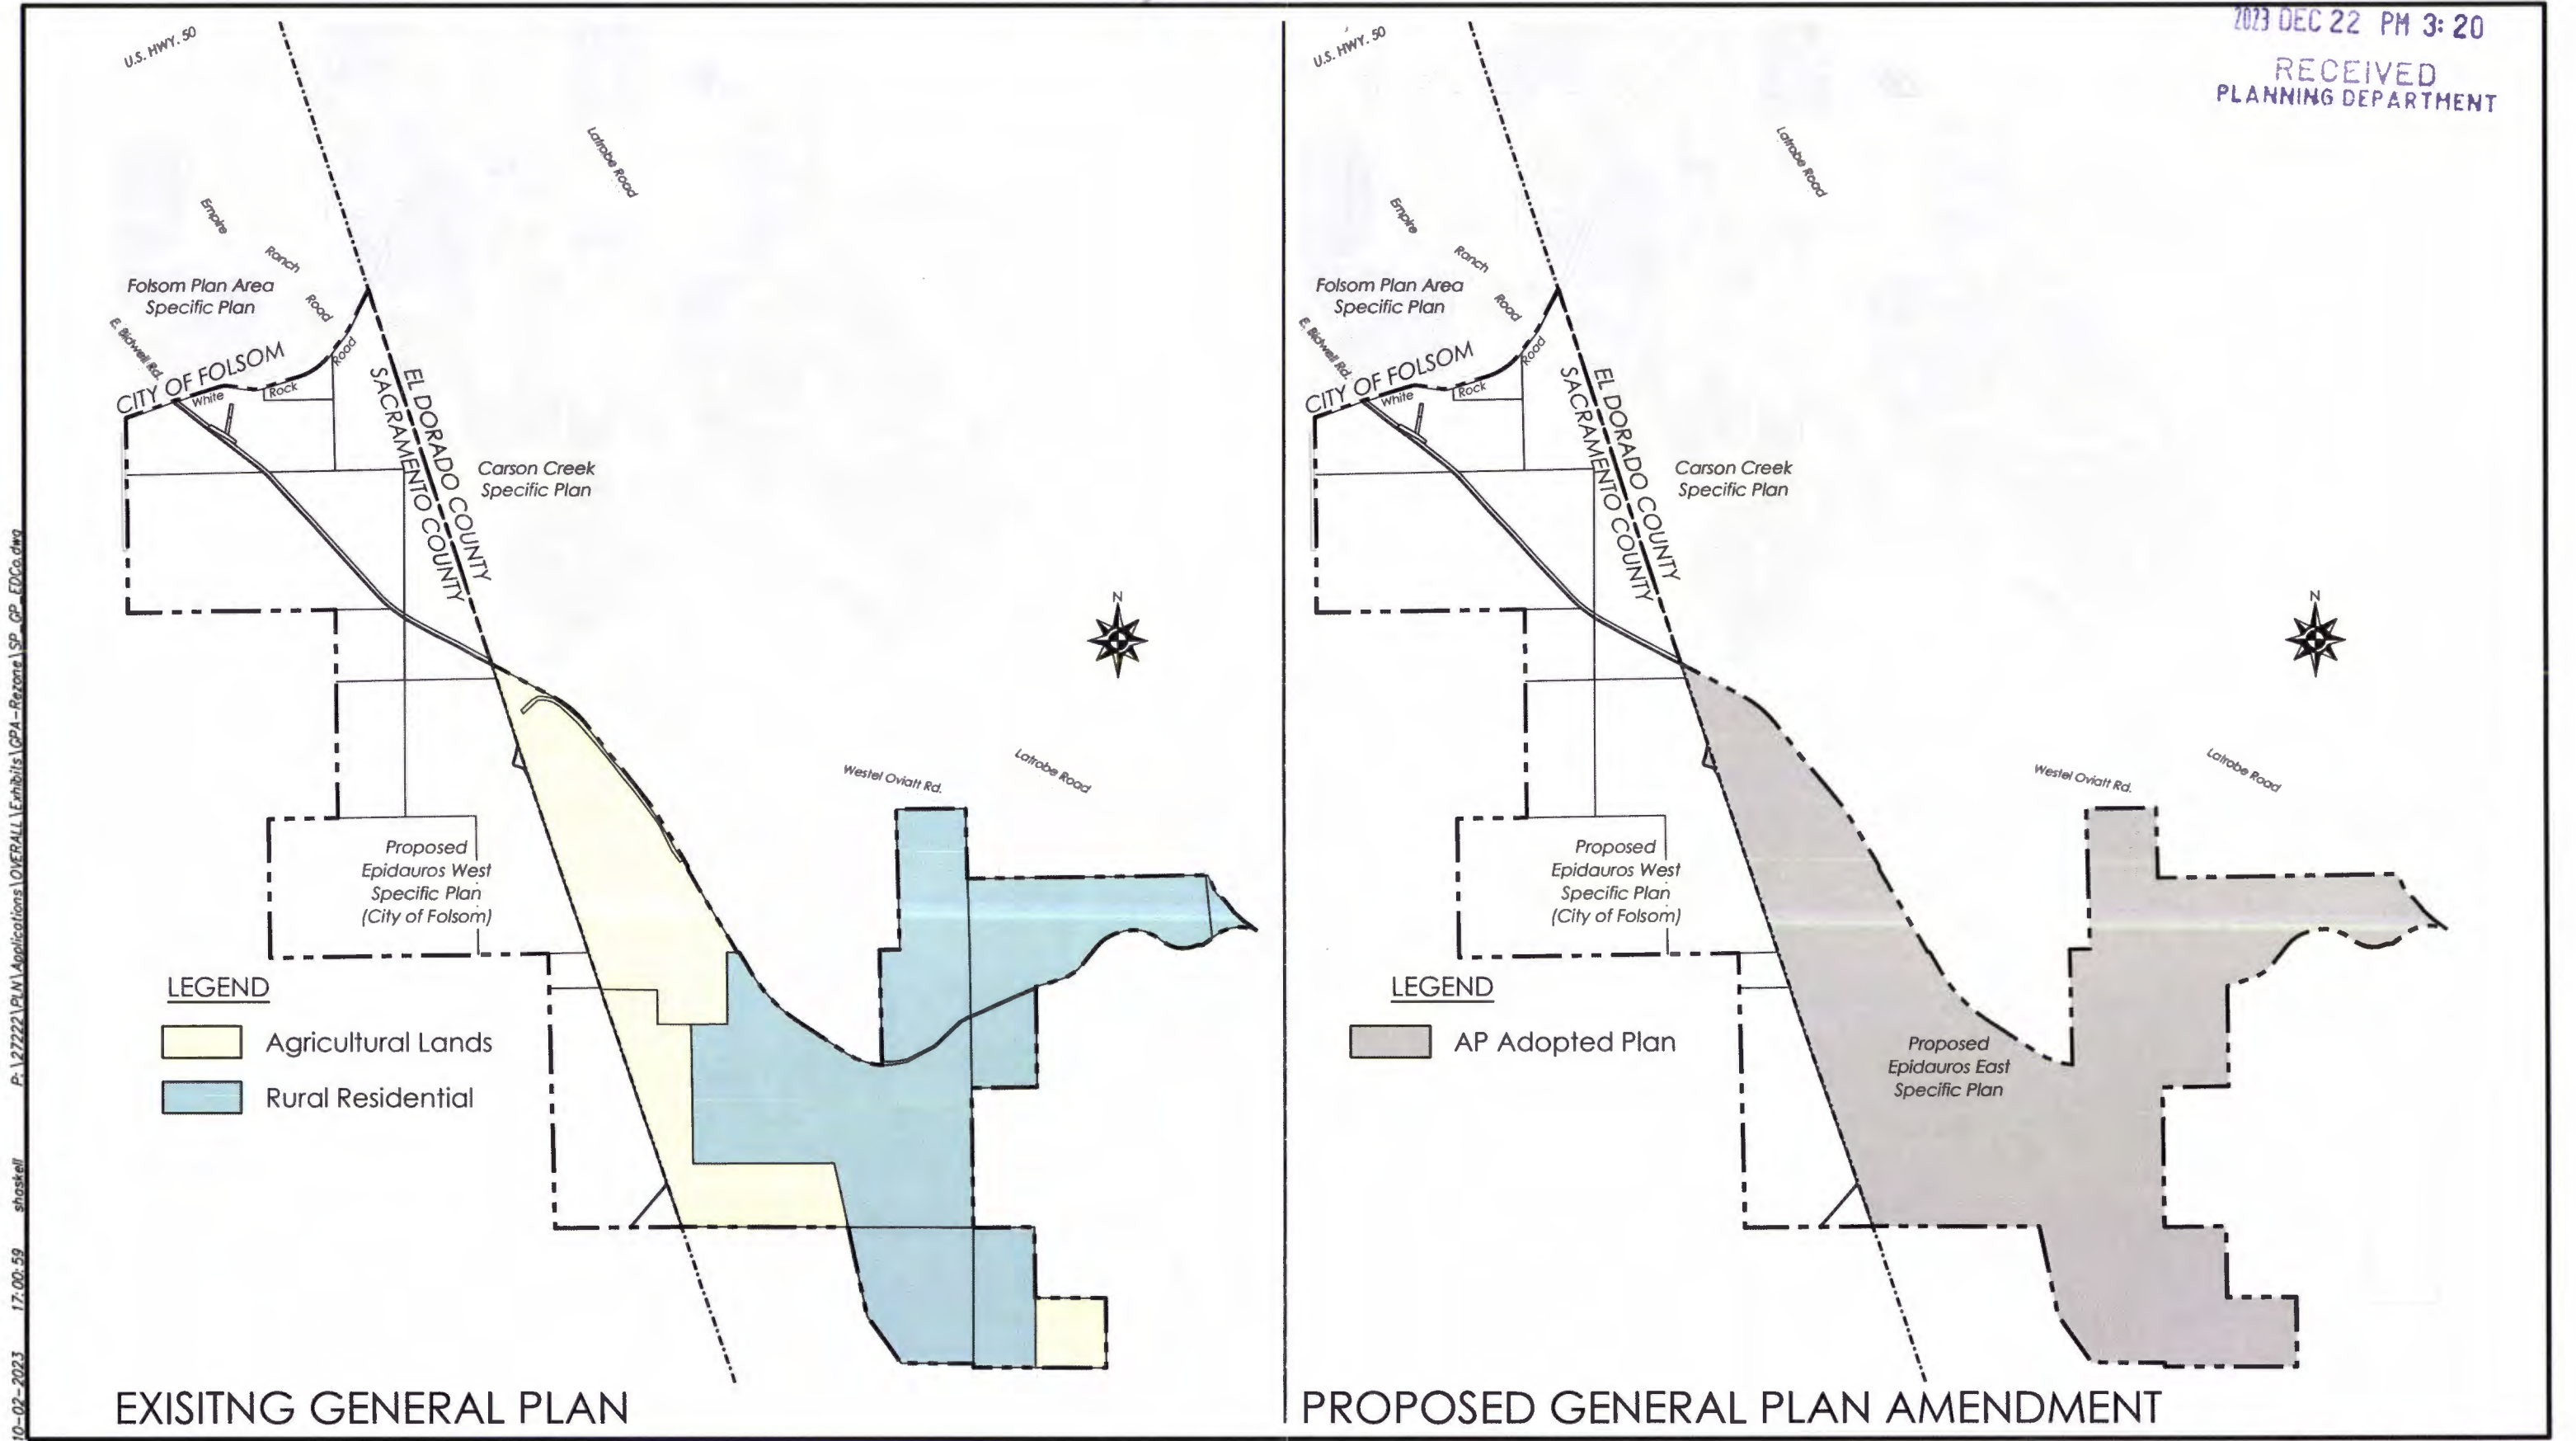 2023 DEC 22 PM 3:20
RECEIVED
PLANNING DEPARTMENT
U.S. HWY. 50
Latrobe Road
Empire
Ranch
Road
Folsom Plan Area
Specific Plan
E. Bidwell Rd.
CITY OF FOLSOM
White
Rock
Road
EL DORADO COUNTY
SACRAMENTO COUNTY
Carson Creek
Specific Plan
N
Westel Oviatt Rd.
Latrobe Road
Proposed
Epidauros West
Specific Plan
(City of Folsom)
LEGEND
Agricultural Lands
Rural Residential
EXISITNG GENERAL PLAN
U.S. HWY. 50
Latrobe Road
Empire
Ranch
Road
Folsom Plan Area
Specific Plan
E. Bidwell Rd.
CITY OF FOLSOM
White
Rock
Road
EL DORADO COUNTY
SACRAMENTO COUNTY
Carson Creek
Specific Plan
N
Westel Oviatt Rd.
Latrobe Road
Proposed
Epidauros West
Specific Plan
(City of Folsom)
LEGEND
AP Adopted Plan
Proposed
Epidauros East
Specific Plan
PROPOSED GENERAL PLAN AMENDMENT
10-02-2023 17:00:59 shaskell P:\27222\PLN\Applications\OVERALL\Exhibits\GPA-Rezone\SP_GP_EDCo.dwg